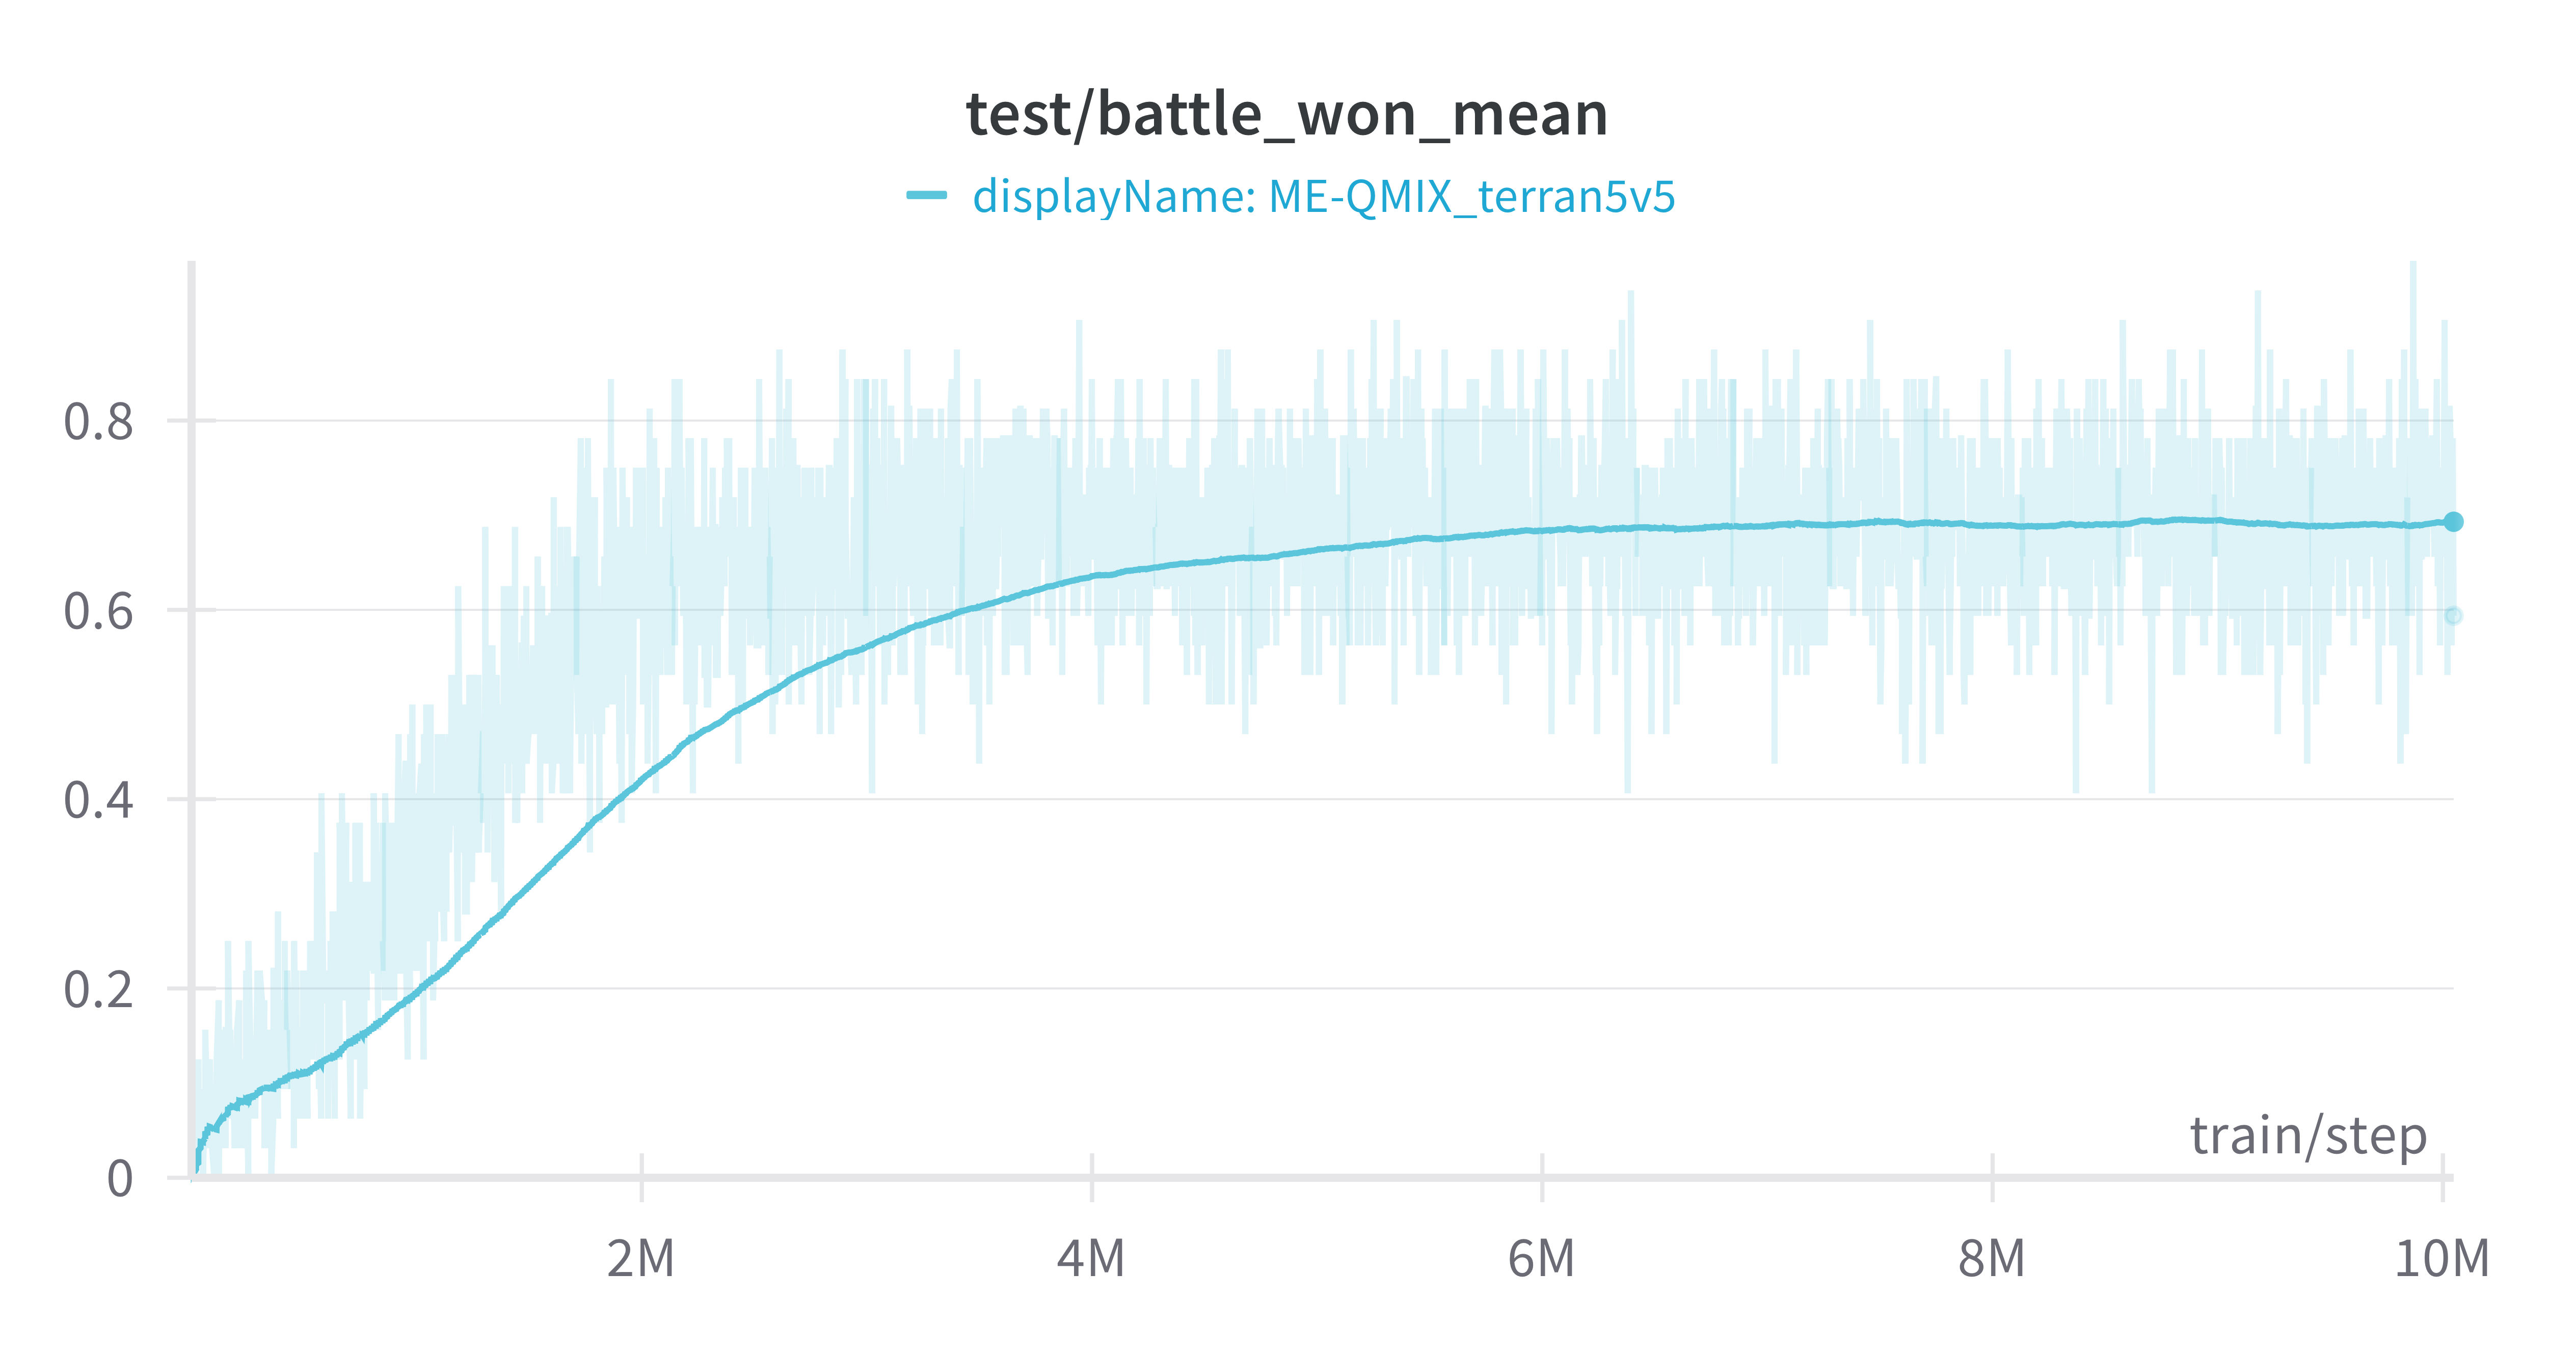 test/battle_won_mean
displayName: ME-QMIX_terran5v5
0.8
0.6
0.4
0.2
0
train/step
2M 4M 6M 8M 10M